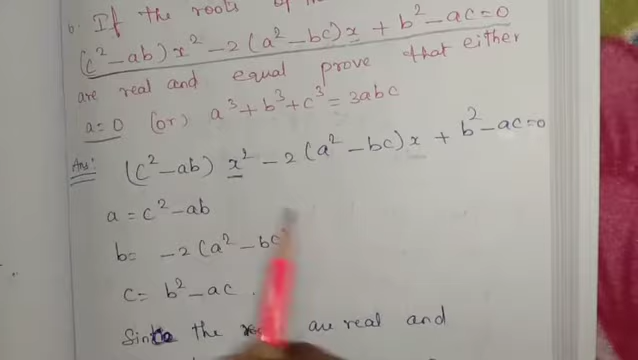 6. If the roots of
(c² - ab) x² - 2 (a² - bc) x + b² - ac = 0
are real and equal prove that either
a = 0 (or) a³ + b³ + c³ = 3abc
Ans: (c² - ab) x² - 2 (a² - bc) x + b² - ac = 0
a = c² - ab
b = -2 (a² - bc)
c = b² - ac .
Since the are real and